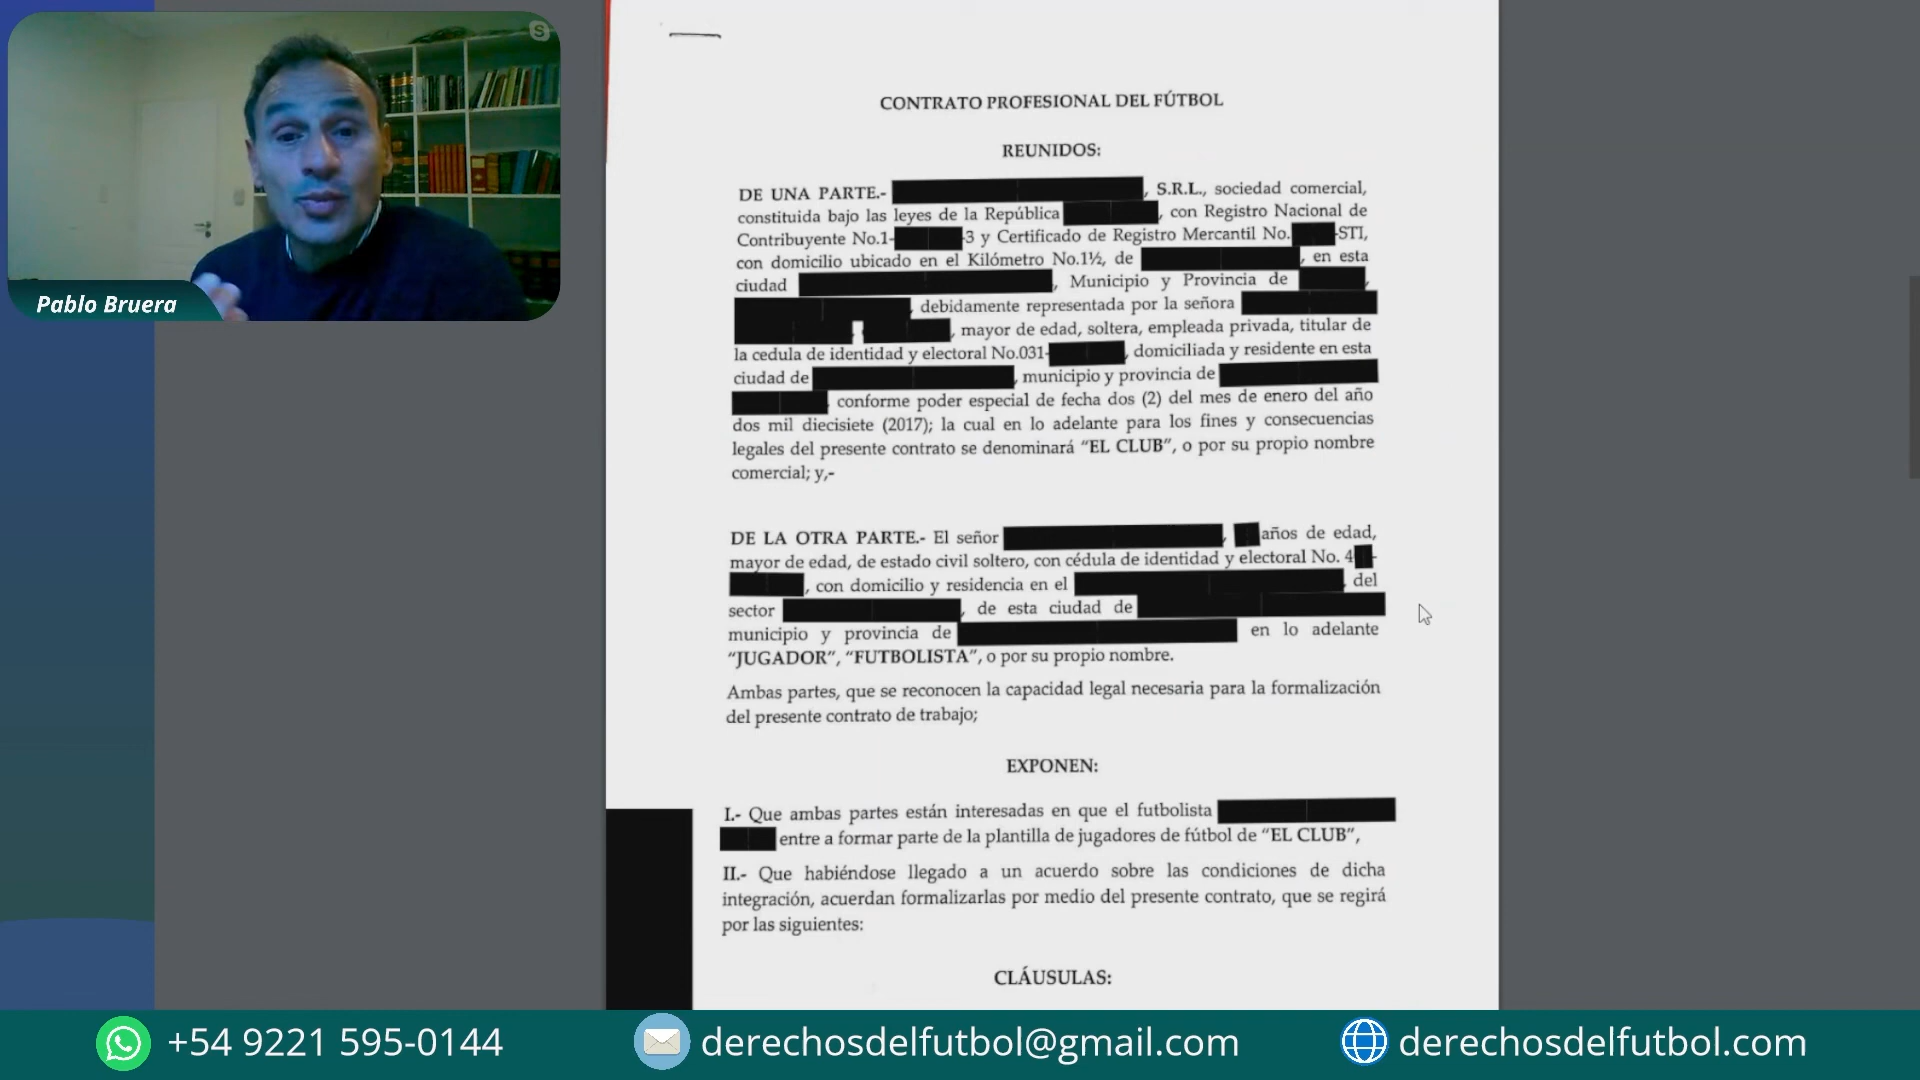 Pablo Bruera
CONTRATO PROFESIONAL DEL FÚTBOL
REUNIDOS:
DE UNA PARTE.- , S.R.L., sociedad comercial,
constituida bajo las leyes de la República , con Registro Nacional de
Contribuyente No.1- -3 y Certificado de Registro Mercantil No. -STI,
con domicilio ubicado en el Kilómetro No.1½, de , en esta
ciudad , Municipio y Provincia de ,
, debidamente representada por la señora
, , mayor de edad, soltera, empleada privada, titular de
la cedula de identidad y electoral No.031- , domiciliada y residente en esta
ciudad de , municipio y provincia de
, conforme poder especial de fecha dos (2) del mes de enero del año
dos mil diecisiete (2017); la cual en lo adelante para los fines y consecuencias
legales del presente contrato se denominará “EL CLUB”, o por su propio nombre
comercial; y,-
DE LA OTRA PARTE.- El señor , años de edad,
mayor de edad, de estado civil soltero, con cédula de identidad y electoral No. 4 -
, con domicilio y residencia en el , del
sector , de esta ciudad de
municipio y provincia de en lo adelante
“JUGADOR”, “FUTBOLISTA”, o por su propio nombre.
Ambas partes, que se reconocen la capacidad legal necesaria para la formalización
del presente contrato de trabajo;
EXPONEN:
I.- Que ambas partes están interesadas en que el futbolista
entre a formar parte de la plantilla de jugadores de fútbol de “EL CLUB”,
II.- Que habiéndose llegado a un acuerdo sobre las condiciones de dicha
integración, acuerdan formalizarlas por medio del presente contrato, que se regirá
por las siguientes:
CLÁUSULAS:
+54 9221 595-0144
derechosdelfutbol@gmail.com
derechosdelfutbol.com